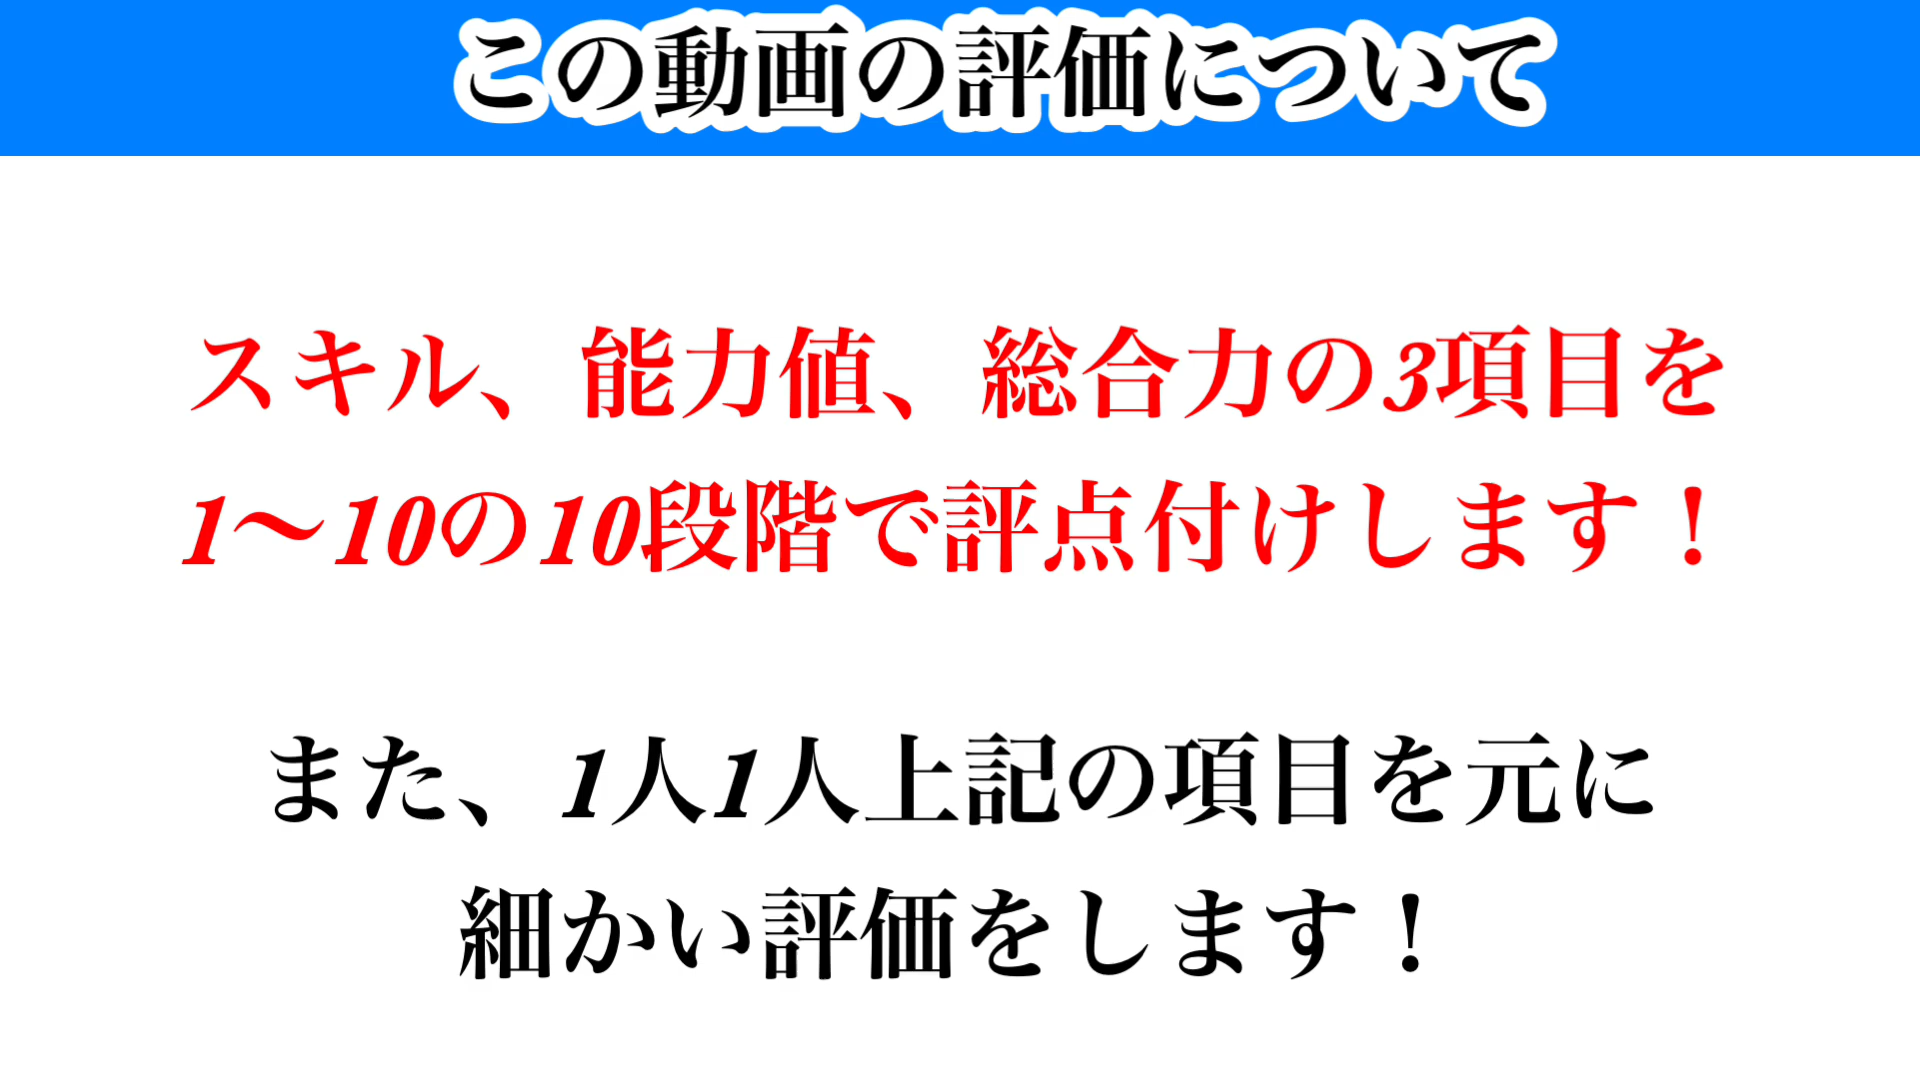 この動画の評価について
スキル、能力値、総合力の3項目を
1〜10の10段階で評点付けします！
また、1人1人上記の項目を元に
細かい評価をします！